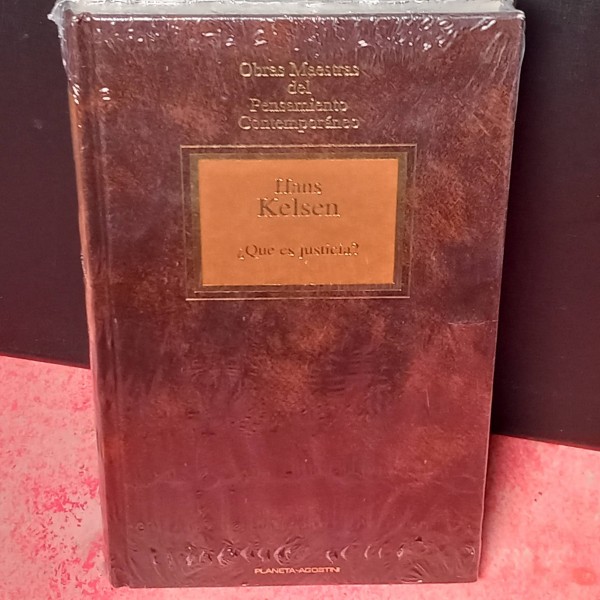 Obras Maestras
del
Pensamiento
Contemporáneo
Hans
Kelsen
¿Que es justicia?
PLANETA-AGOSTINI